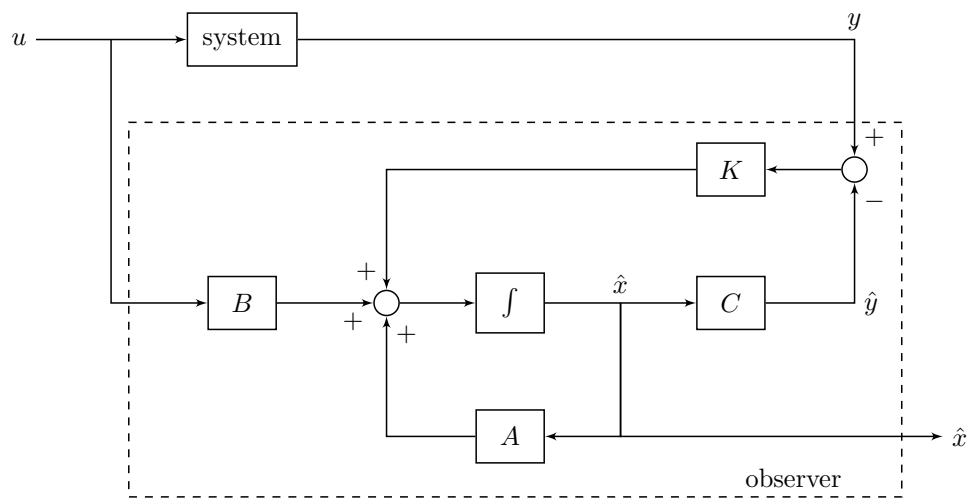 u
system
y
+
K
−
+
B
+
+
∫
x̂
C
ŷ
A
x̂
observer